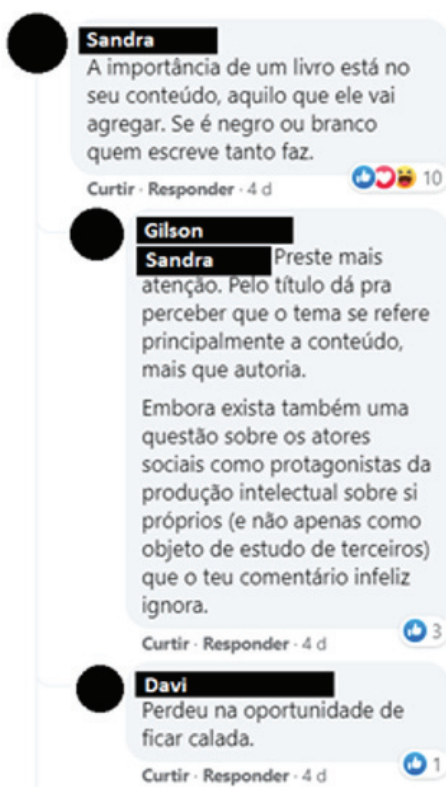 Sandra
A importância de um livro está no
seu conteúdo, aquilo que ele vai
agregar. Se é negro ou branco
quem escreve tanto faz.
10
Curtir · Responder · 4 d
Gilson
Sandra Preste mais
atenção. Pelo título dá pra
perceber que o tema se refere
principalmente a conteúdo,
mais que autoria.
Embora exista também uma
questão sobre os atores
sociais como protagonistas da
produção intelectual sobre si
próprios (e não apenas como
objeto de estudo de terceiros)
que o teu comentário infeliz
ignora.
3
Curtir · Responder · 4 d
Davi
Perdeu na oportunidade de
ficar calada.
1
Curtir · Responder · 4 d